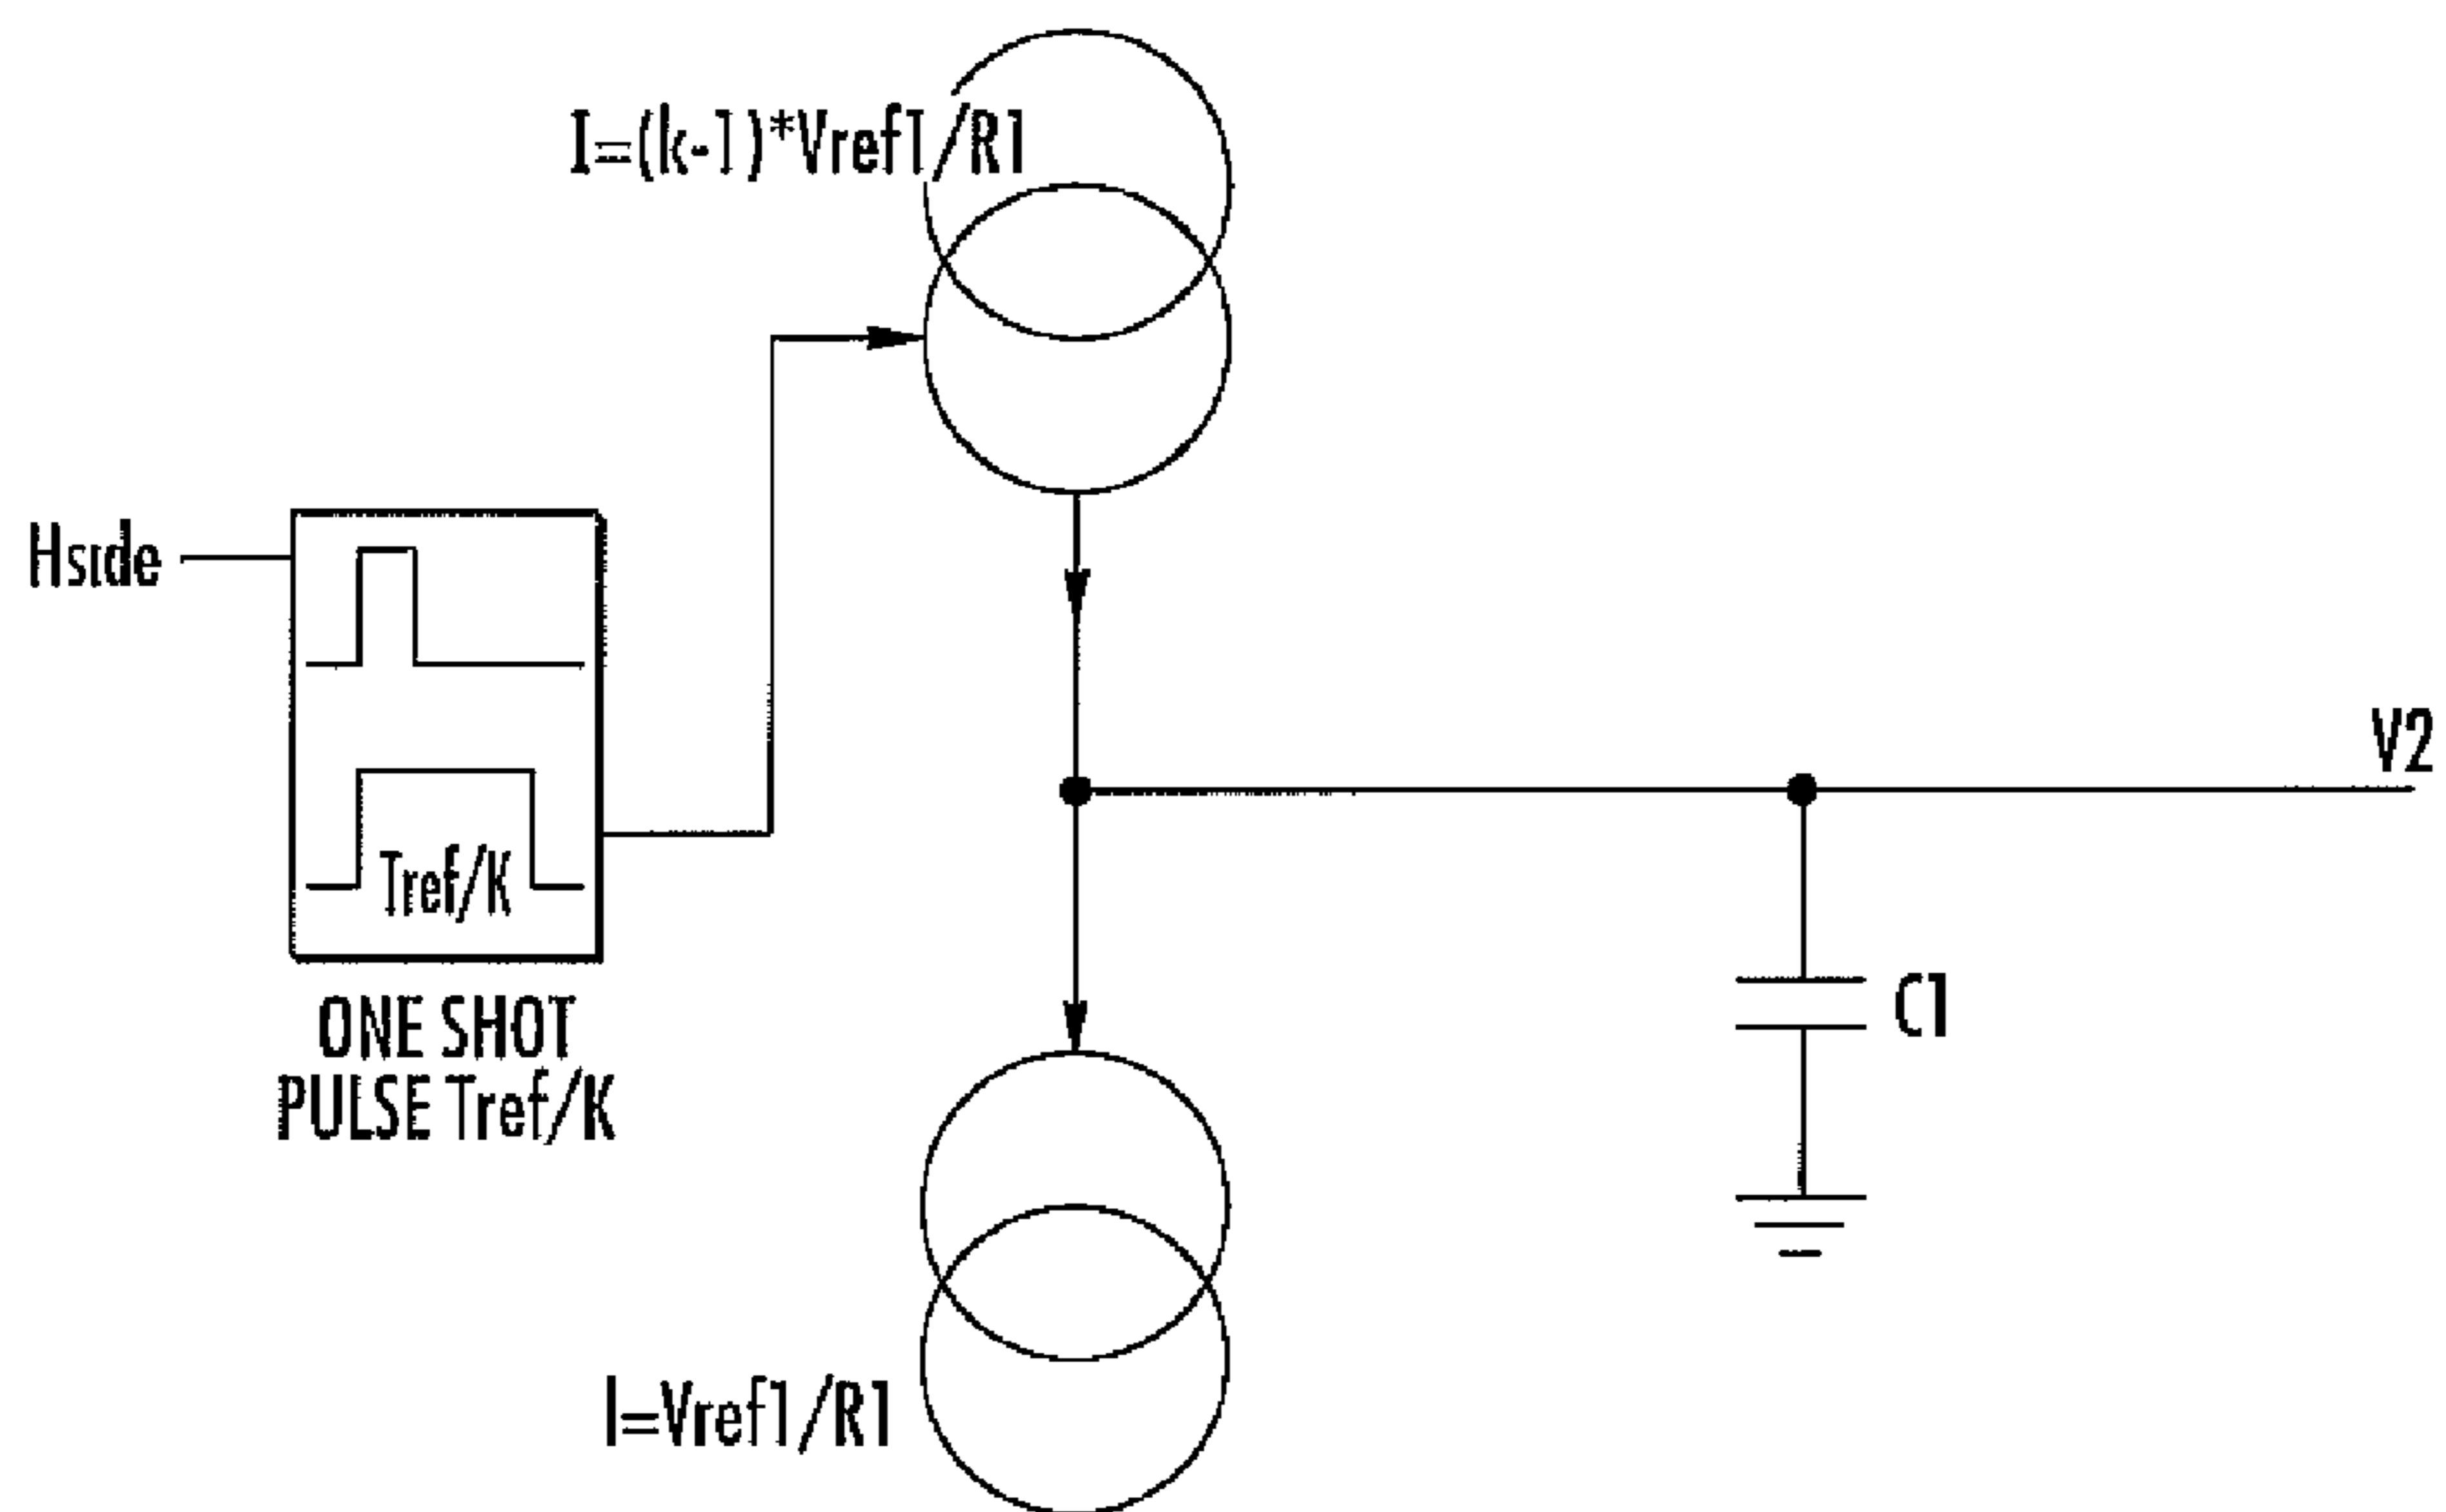 I=(k-1)*Vref1/R1
Hside
V2
Tref/K
C1
ONE SHOT
PULSE Tref/K
I=Vref1/R1